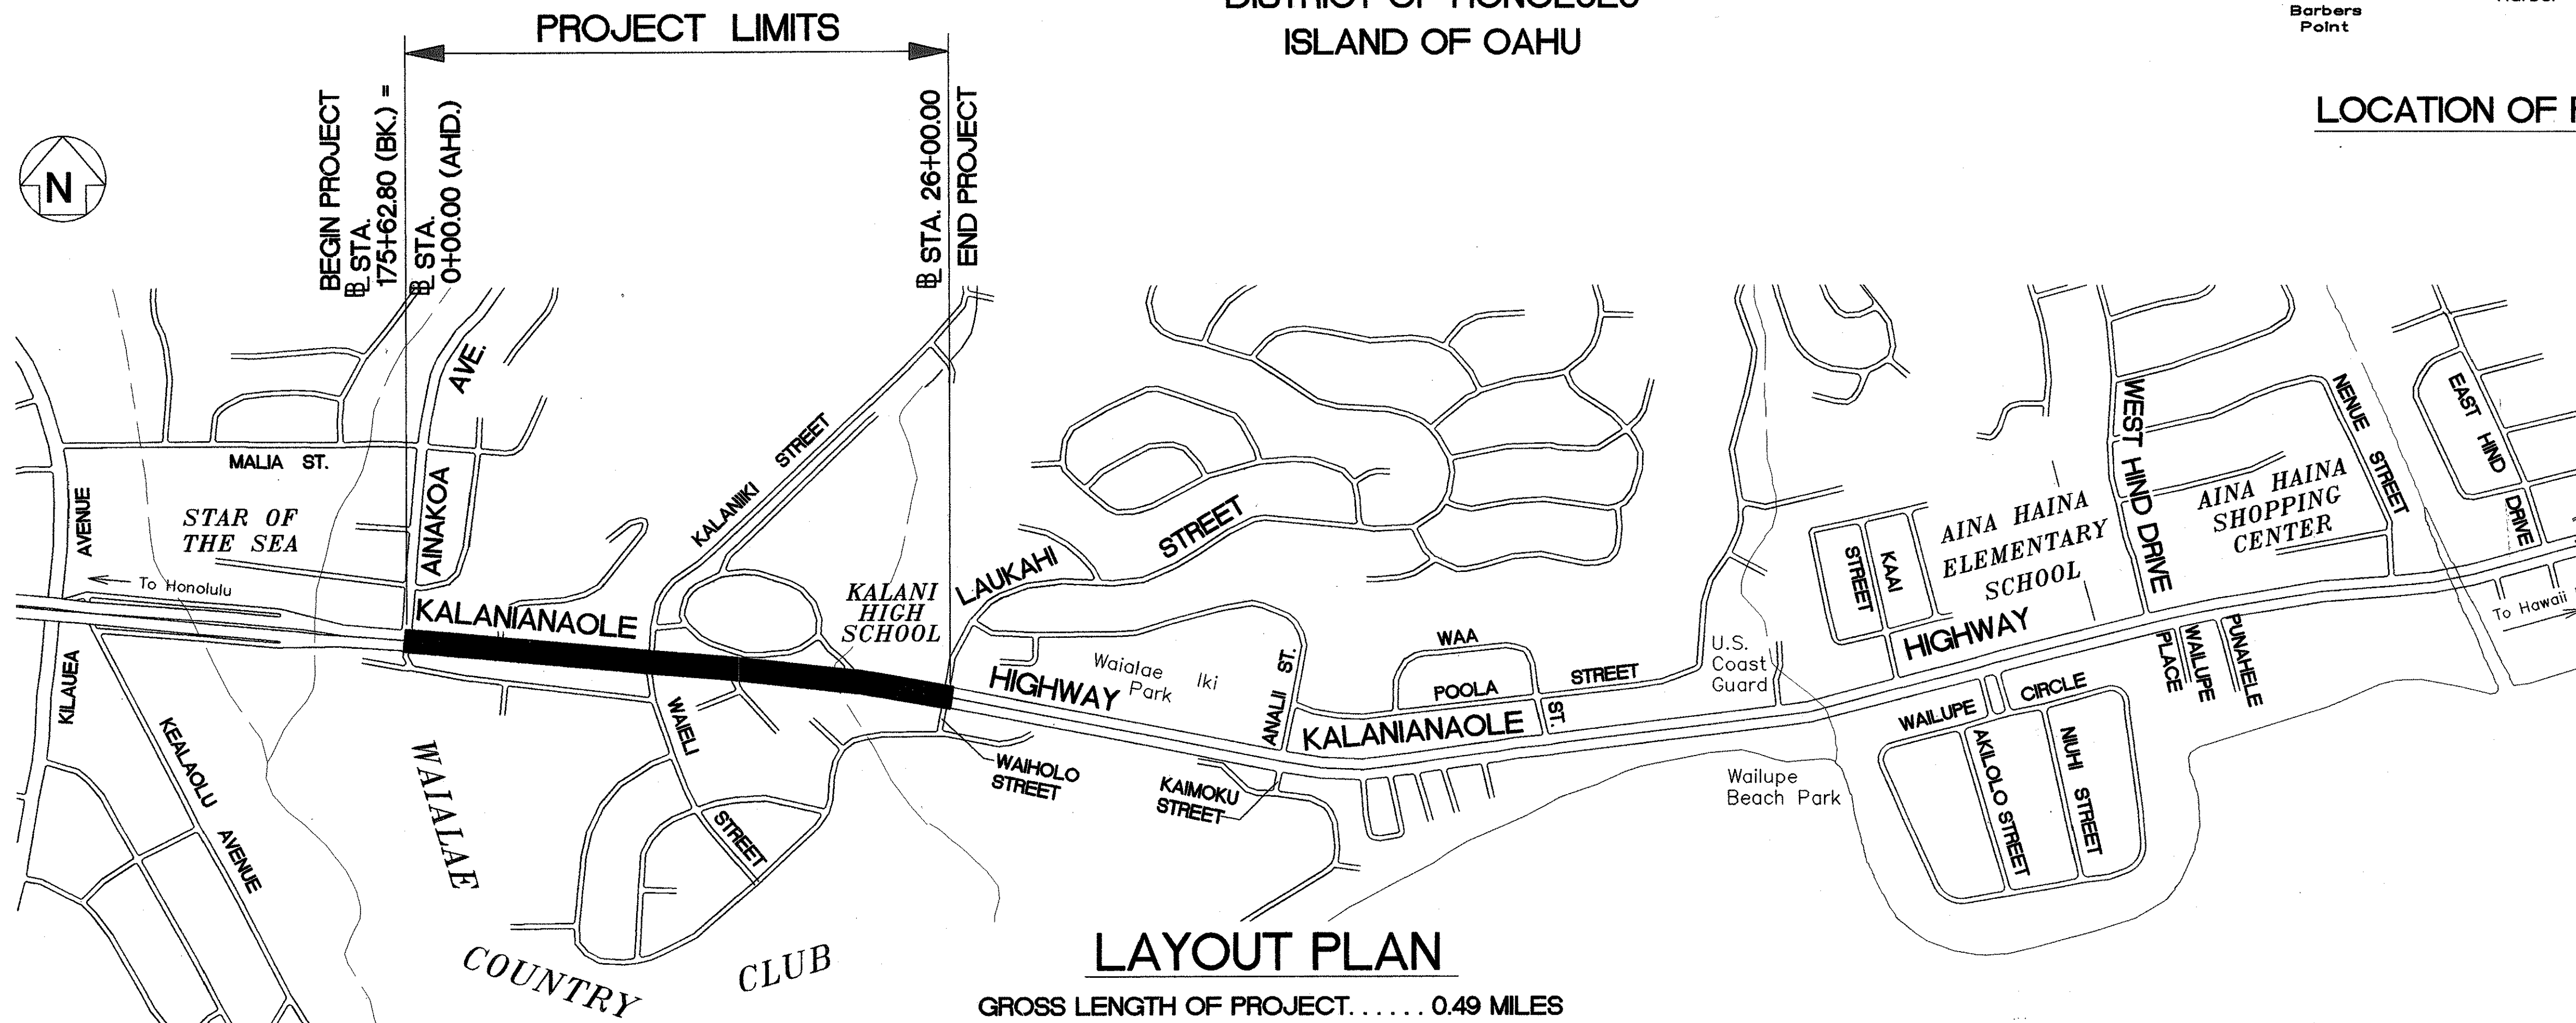 ISLAND OF OAHU
Barbers
Point
LOCATION OF
PROJECT LIMITS
BEGIN PROJECT
BL STA.
175+62.80 (BK.) =
BL STA.
0+00.00 (AHD.)
BL STA. 26+00.00
END PROJECT
N
AVE.
AINAKOA
MALIA ST.
AVENUE
KILAUEA
STAR OF
THE SEA
To Honolulu
KALANIIKI
STREET
KALANIANAOLE
KALANI
HIGH
SCHOOL
LAUKAHI
STREET
HIGHWAY
Waialae Iki
Park
ANALII ST.
WAA
STREET
POOLA
ST.
KALANIANAOLE
U.S.
Coast
Guard
KAAI
STREET
AINA HAINA
ELEMENTARY
SCHOOL
WEST HIND DRIVE
AINA HAINA
SHOPPING
CENTER
NENUE STREET
EAST HIND DRIVE
To Hawaii
HIGHWAY
WAILUPE
PLACE
PUNAHELE
WAILUPE CIRCLE
AKILOLO STREET
NIUHI STREET
Wailupe
Beach Park
KAIMOKU
STREET
WAIHOLO
STREET
WAIELI
STREET
KEALAOLU AVENUE
WAIALAE
COUNTRY
CLUB
LAYOUT PLAN
GROSS LENGTH OF PROJECT...... 0.49 MILES